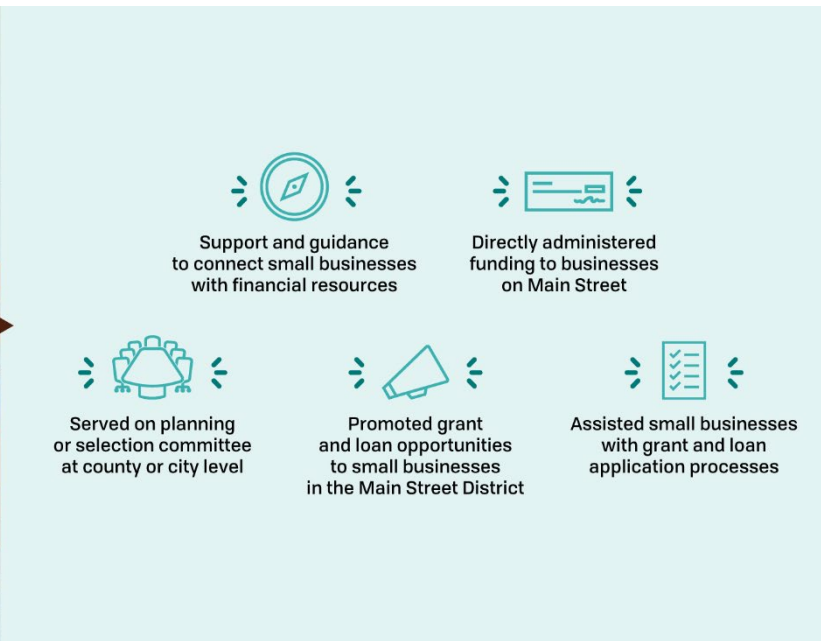 Support and guidance
to connect small businesses
with financial resources
Directly administered
funding to businesses
on Main Street
Served on planning
or selection committee
at county or city level
Promoted grant
and loan opportunities
to small businesses
in the Main Street District
Assisted small businesses
with grant and loan
application processes